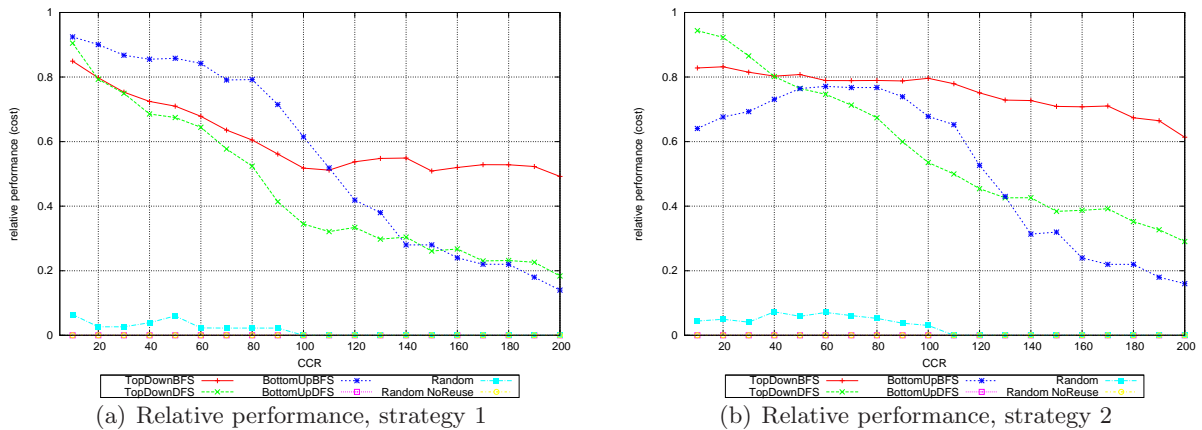 relative performance (cost)
1
0.8
0.6
0.4
0.2
0
20 40 60 80 100 120 140 160 180 200
CCR
TopDownBFS BottomUpBFS Random
TopDownDFS BottomUpDFS Random NoReuse
(a) Relative performance, strategy 1
relative performance (cost)
1
0.8
0.6
0.4
0.2
0
20 40 60 80 100 120 140 160 180 200
CCR
TopDownBFS BottomUpBFS Random
TopDownDFS BottomUpDFS Random NoReuse
(b) Relative performance, strategy 2